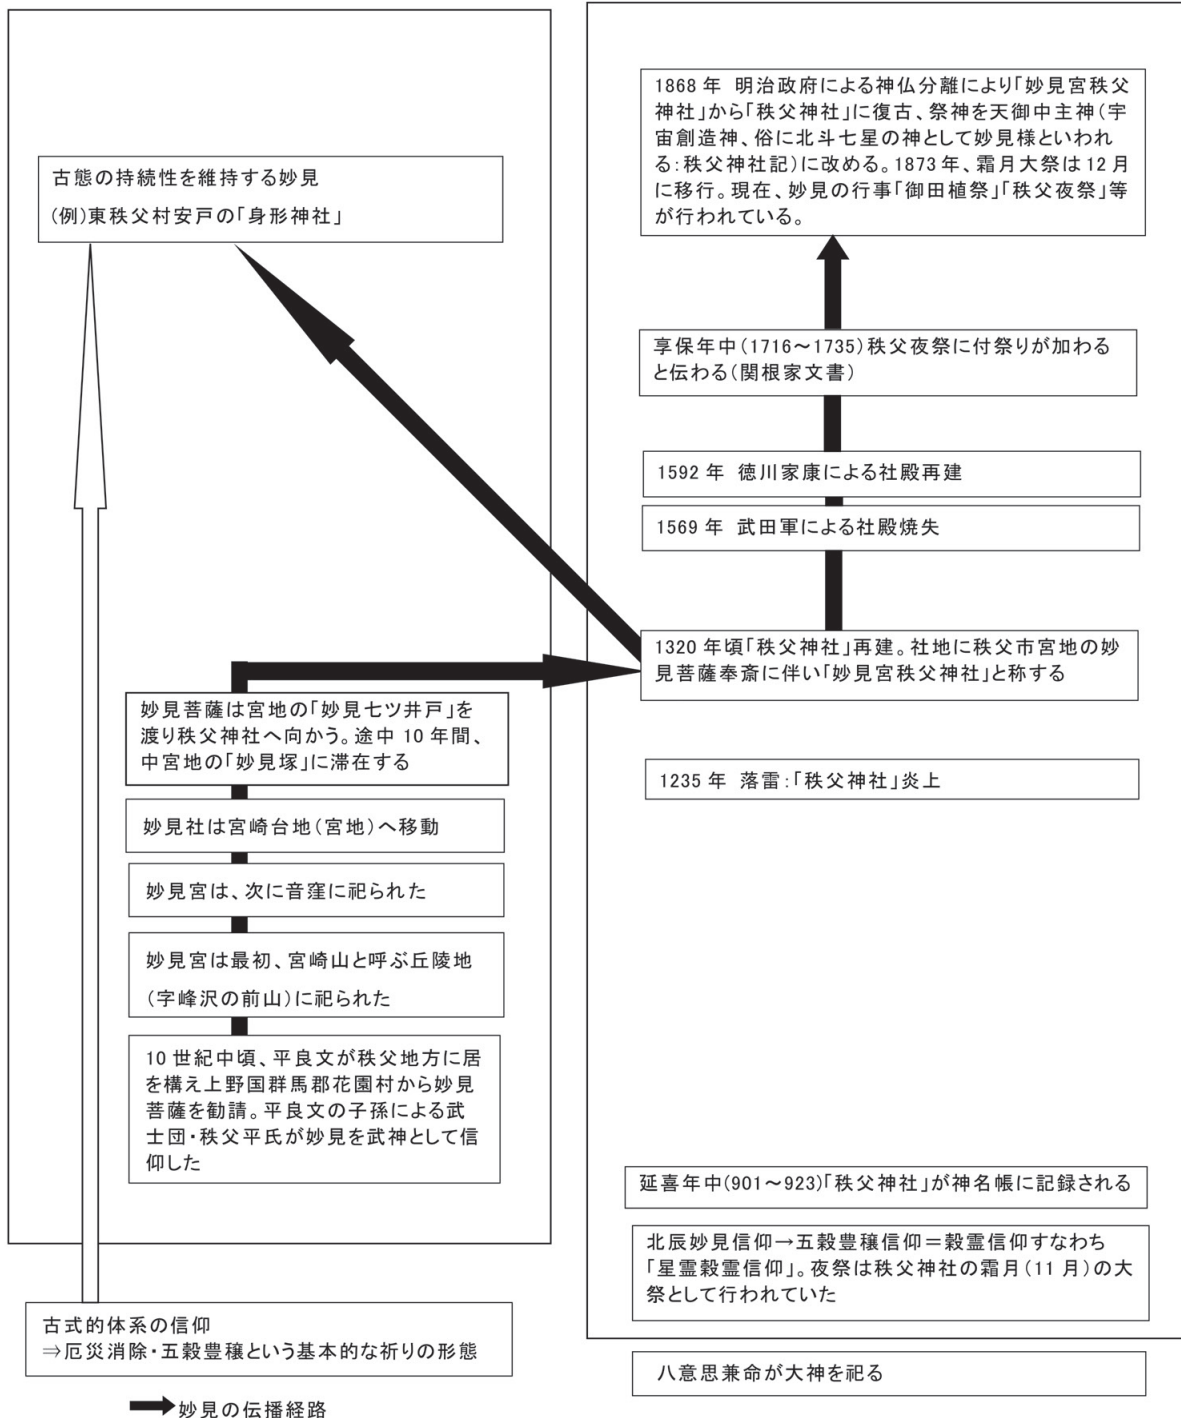 古態の持続性を維持する妙見
(例)東秩父村安戸の「身形神社」
妙見菩薩は宮地の「妙見七ツ井戸」を
渡り秩父神社へ向かう。途中 10 年間、
中宮地の「妙見塚」に滞在する
妙見社は宮崎台地(宮地)へ移動
妙見宮は、次に音窪に祀られた
妙見宮は最初、宮崎山と呼ぶ丘陵地
(字峰沢の前山)に祀られた
10 世紀中頃、平良文が秩父地方に居
を構え上野国群馬郡花園村から妙見
菩薩を勧請。平良文の子孫による武
士団・秩父平氏が妙見を武神として信
仰した
古式的体系の信仰
⇒厄災消除・五穀豊穣という基本的な祈りの形態
妙見の伝播経路
1868 年 明治政府による神仏分離により「妙見宮秩父
神社」から「秩父神社」に復古、祭神を天御中主神(宇
宙創造神、俗に北斗七星の神として妙見様といわれ
る:秩父神社記)に改める。1873 年、霜月大祭は 12 月
に移行。現在、妙見の行事「御田植祭」「秩父夜祭」等
が行われている。
享保年中(1716～1735)秩父夜祭に付祭りが加わる
と伝わる(関根家文書)
1592 年 徳川家康による社殿再建
1569 年 武田軍による社殿焼失
1320 年頃「秩父神社」再建。社地に秩父市宮地の妙
見菩薩奉斎に伴い「妙見宮秩父神社」と称する
1235 年 落雷:「秩父神社」炎上
延喜年中(901～923)「秩父神社」が神名帳に記録される
北辰妙見信仰→五穀豊穣信仰＝穀霊信仰すなわち
「星霊穀霊信仰」。夜祭は秩父神社の霜月(11 月)の大
祭として行われていた
八意思兼命が大神を祀る